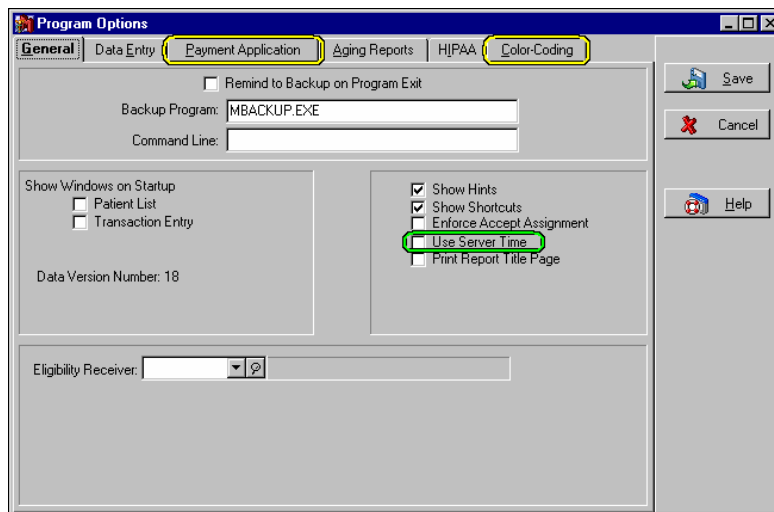 Program Options
General Data Entry Payment Application Aging Reports HIPAA Color-Coding
Remind to Backup on Program Exit
Backup Program: MBACKUP.EXE
Command Line:
Save
Cancel
Help
Show Windows on Startup
Patient List
Transaction Entry
Data Version Number: 18
Show Hints
Show Shortcuts
Enforce Accept Assignment
Use Server Time
Print Report Title Page
Eligibility Receiver: